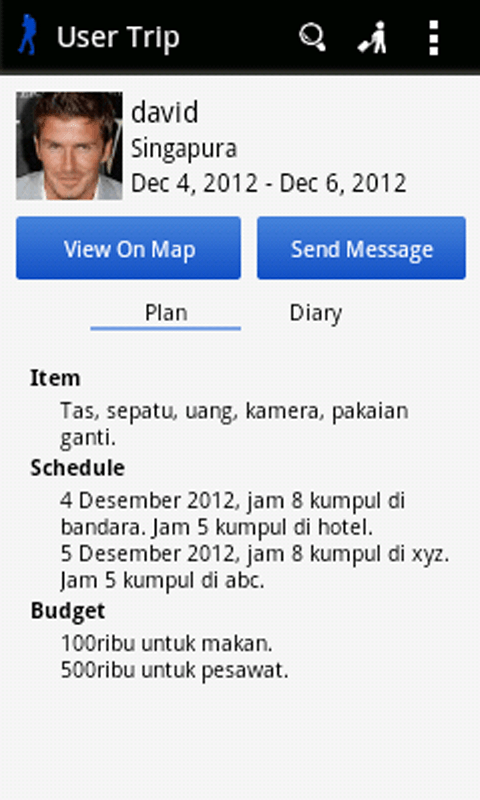 User Trip
david
Singapura
Dec 4, 2012 - Dec 6, 2012
View On Map
Send Message
Plan
Diary
Item
Tas, sepatu, uang, kamera, pakaian
ganti.
Schedule
4 Desember 2012, jam 8 kumpul di
bandara. Jam 5 kumpul di hotel.
5 Desember 2012, jam 8 kumpul di xyz.
Jam 5 kumpul di abc.
Budget
100ribu untuk makan.
500ribu untuk pesawat.